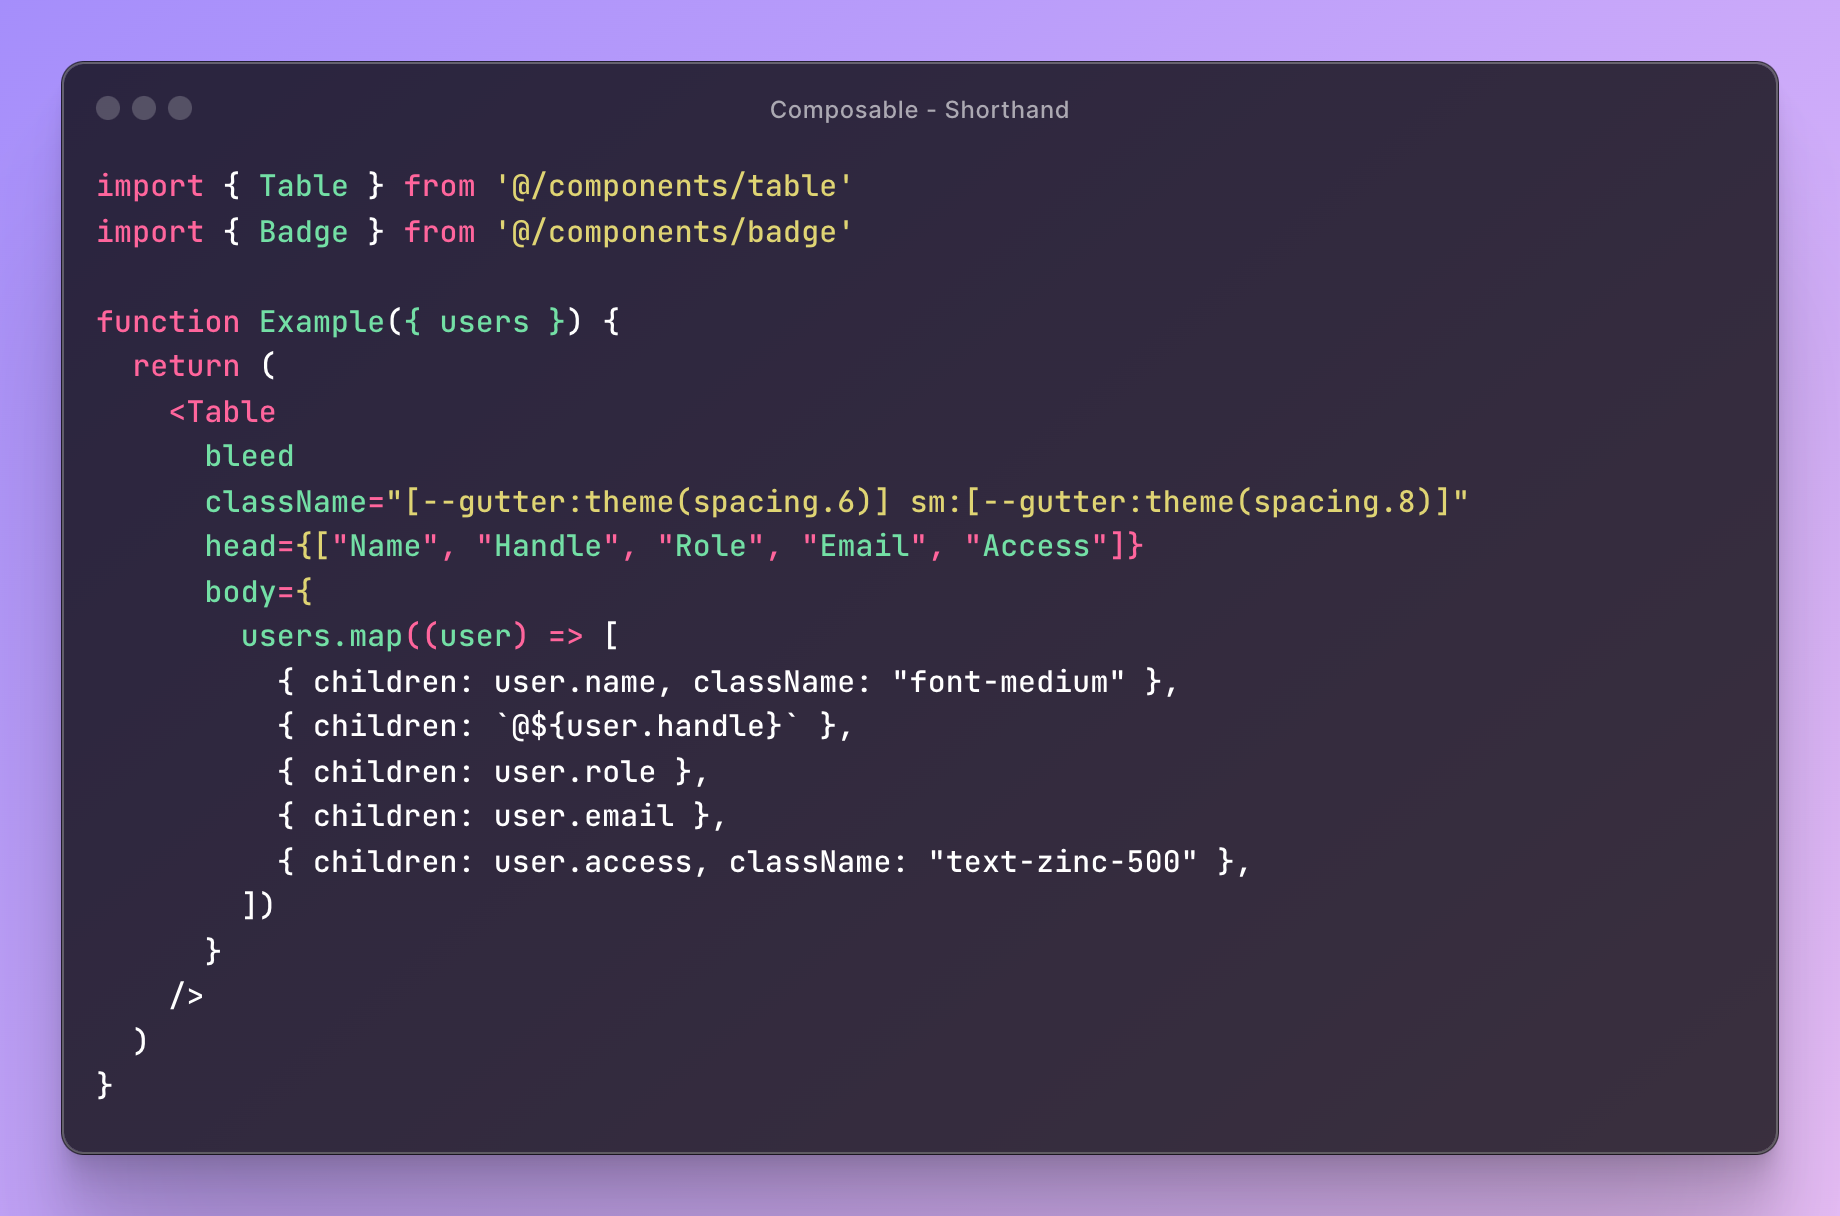 Composable - Shorthand
import { Table } from '@/components/table'
import { Badge } from '@/components/badge'

function Example({ users }) {
  return (
    <Table
      bleed
      className="[--gutter:theme(spacing.6)] sm:[--gutter:theme(spacing.8)]"
      head={["Name", "Handle", "Role", "Email", "Access"]}
      body={
        users.map((user) => [
          { children: user.name, className: "font-medium" },
          { children: `@${user.handle}` },
          { children: user.role },
          { children: user.email },
          { children: user.access, className: "text-zinc-500" },
        ])
      }
    />
  )
}